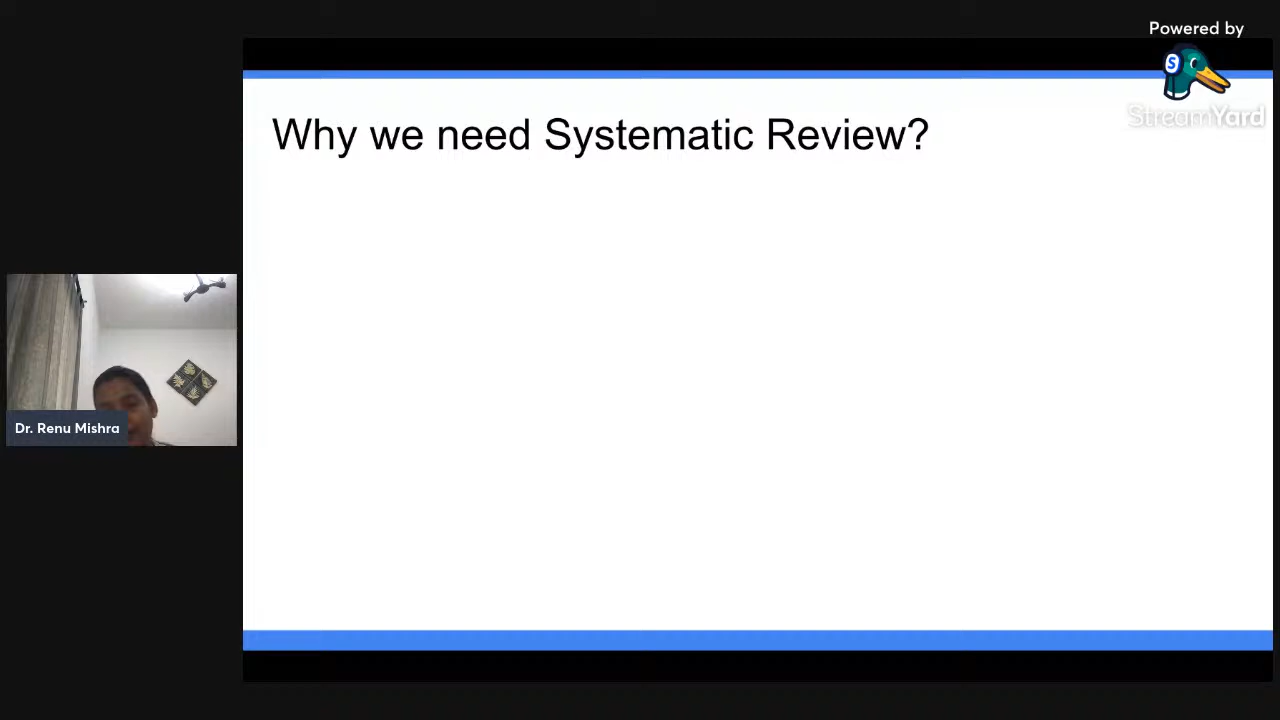 Powered by
S
StreamYard
Why we need Systematic Review?
Dr. Renu Mishra